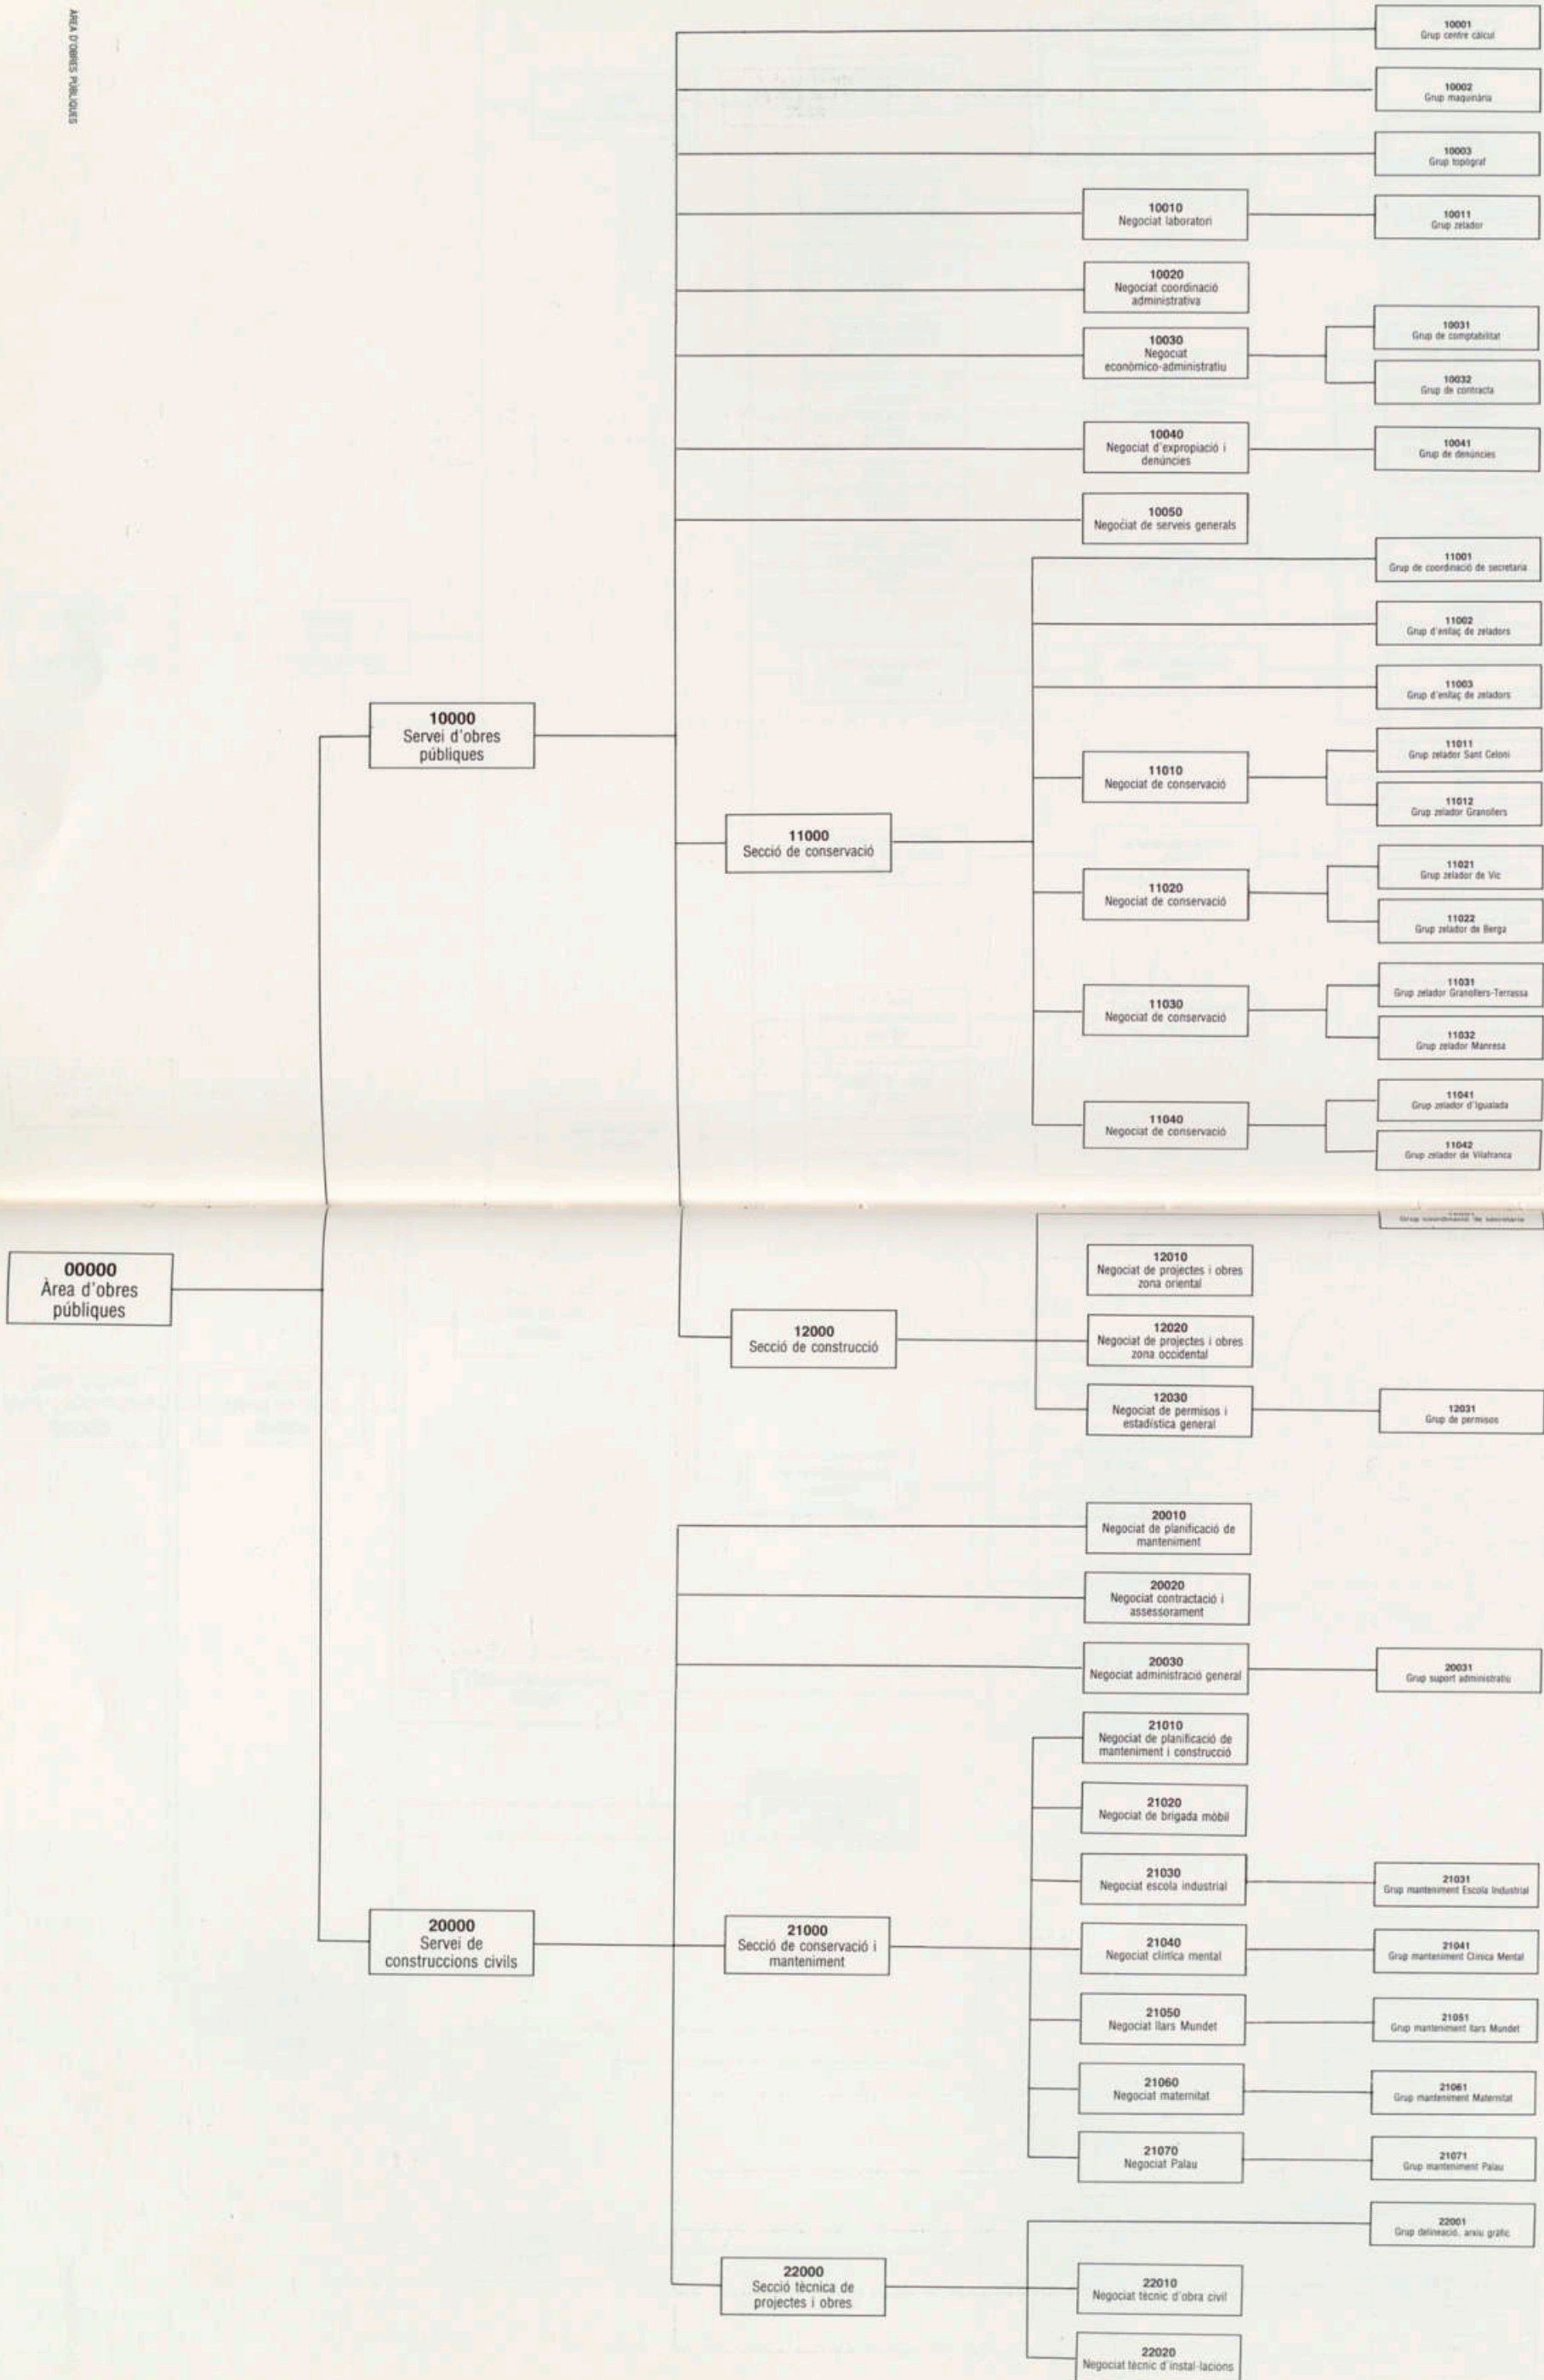 ÀREA D'OBRES PÚBLIQUES
00000
Àrea d'obres
públiques
10000
Servei d'obres
públiques
10001
Grup centre càlcul
10002
Grup maquinària
10003
Grup topògraf
10010
Negociat laboratori
10011
Grup zelador
10020
Negociat coordinació
administrativa
10030
Negociat
econòmico-administratiu
10031
Grup de comptabilitat
10032
Grup de contracta
10040
Negociat d'expropiació i
denúncies
10041
Grup de denúncies
10050
Negociat de serveis generals
11000
Secció de conservació
11001
Grup de coordinació de secretaria
11002
Grup d'enllaç de zeladors
11003
Grup d'enllaç de zeladors
11010
Negociat de conservació
11011
Grup zelador Sant Celoni
11012
Grup zelador Granollers
11020
Negociat de conservació
11021
Grup zelador de Vic
11022
Grup zelador de Berga
11030
Negociat de conservació
11031
Grup zelador Granollers-Terrassa
11032
Grup zelador Manresa
11040
Negociat de conservació
11041
Grup zelador d'Igualada
11042
Grup zelador de Vilafranca
12000
Secció de construcció
Grup coordinació de secretaria
12010
Negociat de projectes i obres
zona oriental
12020
Negociat de projectes i obres
zona occidental
12030
Negociat de permisos i
estadística general
12031
Grup de permisos
20000
Servei de
construccions civils
20010
Negociat de planificació de
manteniment
20020
Negociat contractació i
assessorament
20030
Negociat administració general
20031
Grup suport administratiu
21000
Secció de conservació i
manteniment
21010
Negociat de planificació de
manteniment i construcció
21020
Negociat de brigada mòbil
21030
Negociat escola industrial
21031
Grup manteniment Escola Industrial
21040
Negociat clínica mental
21041
Grup manteniment Clínica Mental
21050
Negociat llars Mundet
21051
Grup manteniment llars Mundet
21060
Negociat maternitat
21061
Grup manteniment Maternitat
21070
Negociat Palau
21071
Grup manteniment Palau
22000
Secció tècnica de
projectes i obres
22001
Grup delineació, arxiu gràfic
22010
Negociat tècnic d'obra civil
22020
Negociat tècnic d'instal·lacions